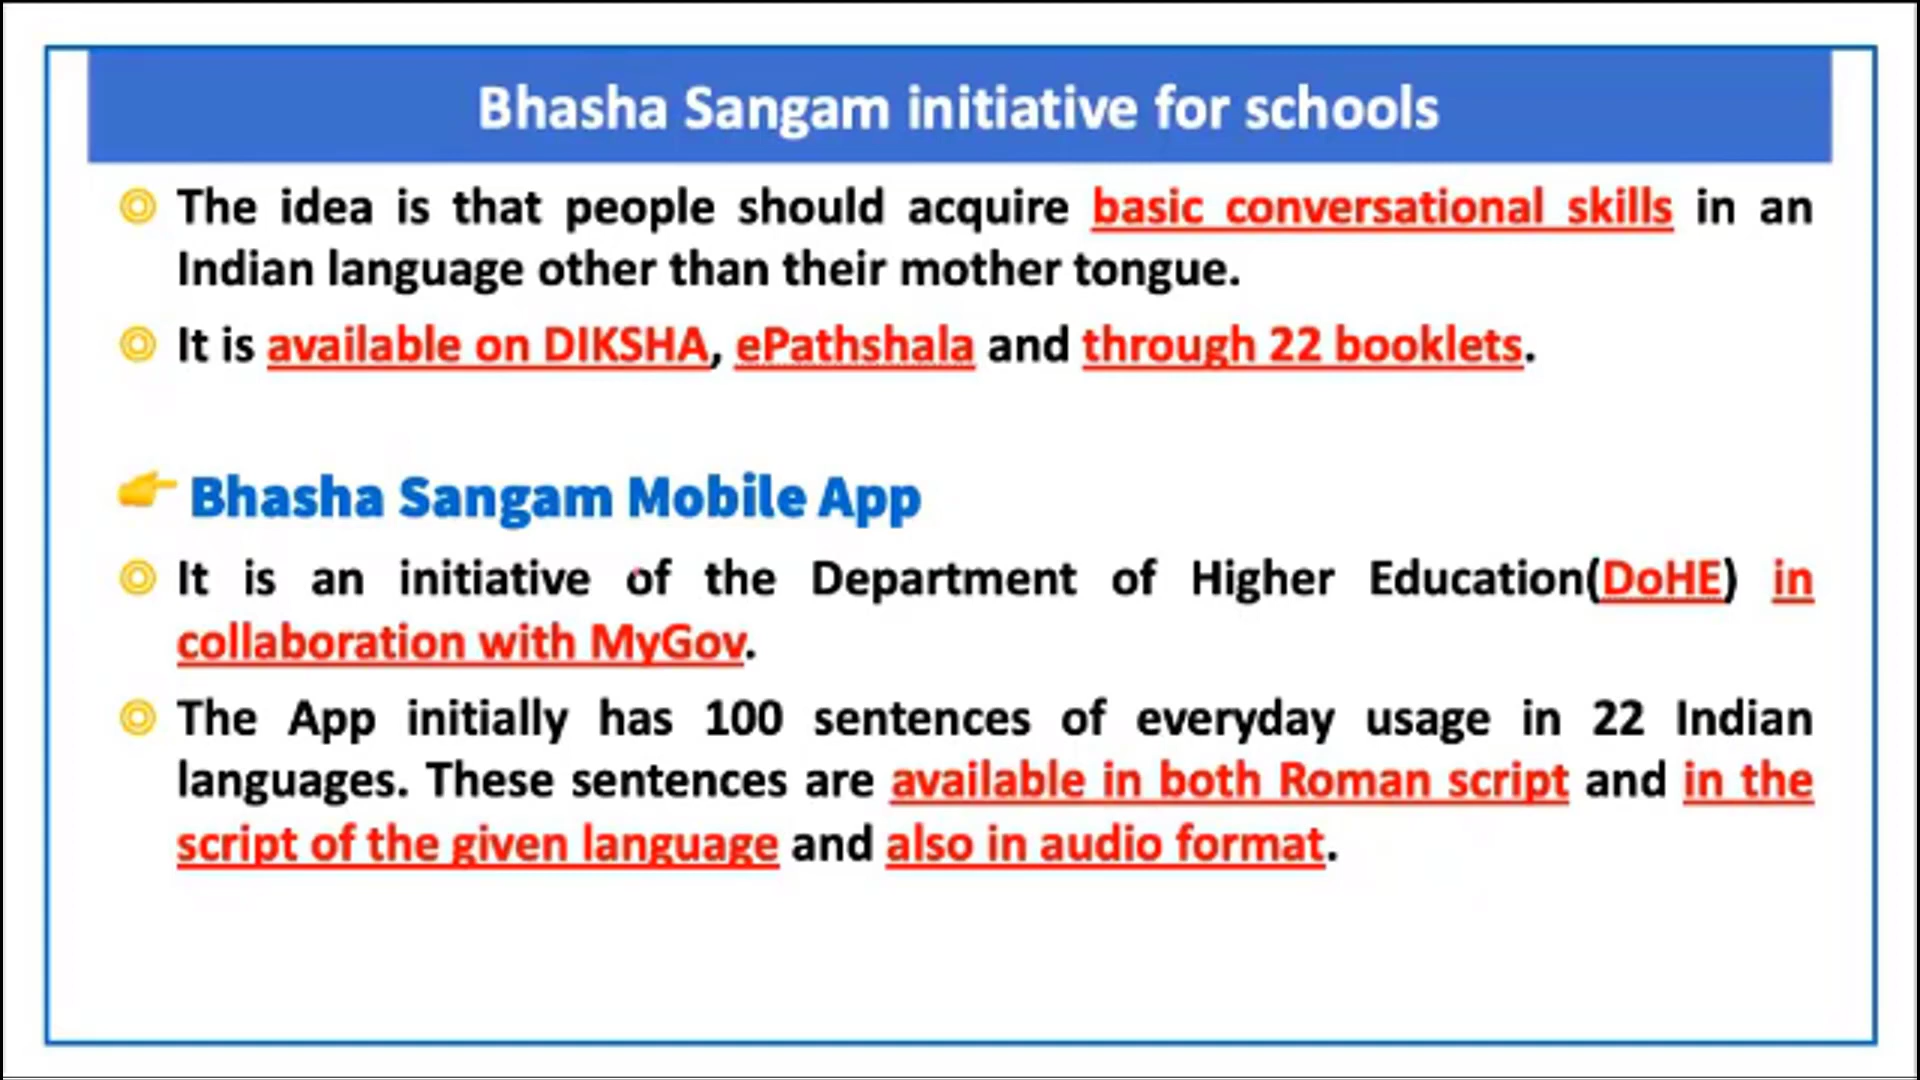 Bhasha Sangam initiative for schools
The idea is that people should acquire basic conversational skills in an
Indian language other than their mother tongue.
It is available on DIKSHA, ePathshala and through 22 booklets.
Bhasha Sangam Mobile App
It is an initiative of the Department of Higher Education(DoHE) in
collaboration with MyGov.
The App initially has 100 sentences of everyday usage in 22 Indian
languages. These sentences are available in both Roman script and in the
script of the given language and also in audio format.